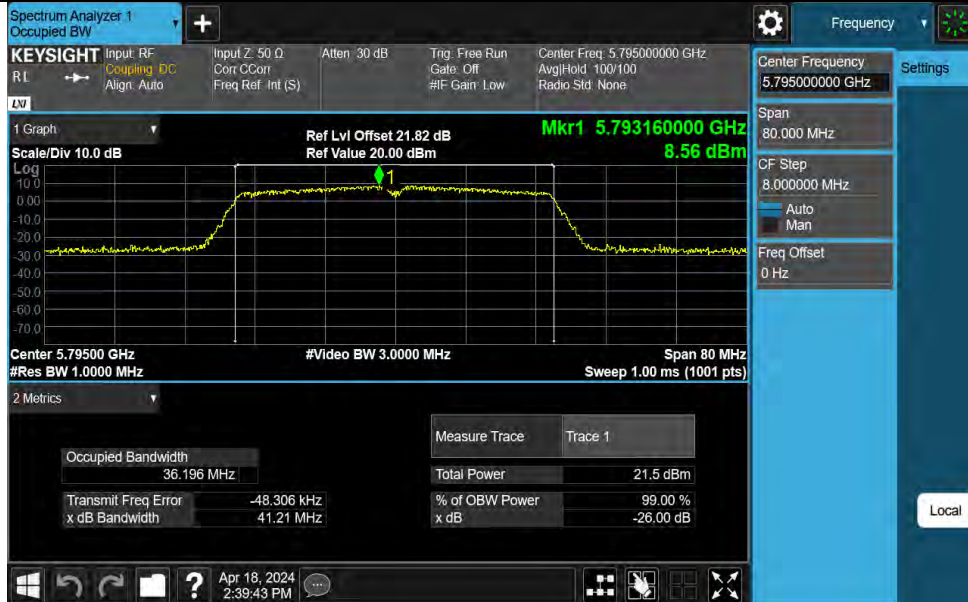 Spectrum Analyzer 1
Occupied BW
+
Frequency
KEYSIGHT Input: RF Input Z: 50 Ω Atten: 30 dB Trig: Free Run Center Freq: 5.795000000 GHz
RL Coupling: DC Corr CCorr Gate: Off Avg|Hold: 100/100
Align: Auto Freq Ref: Int (S) #IF Gain: Low Radio Std: None
LXI
Center Frequency
5.795000000 GHz
Settings
Span
80.000 MHz
CF Step
8.000000 MHz
Auto
Man
Freq Offset
0 Hz
1 Graph
Ref Lvl Offset 21.82 dB
Mkr1 5.793160000 GHz
Scale/Div 10.0 dB
Ref Value 20.00 dBm
8.56 dBm
Log
1
10.0
0.00
-10.0
-20.0
-30.0
-40.0
-50.0
-60.0
-70.0
Center 5.79500 GHz #Video BW 3.0000 MHz Span 80 MHz
#Res BW 1.0000 MHz Sweep 1.00 ms (1001 pts)
2 Metrics
Measure Trace Trace 1
Occupied Bandwidth
36.196 MHz
Total Power 21.5 dBm
Transmit Freq Error -48.306 kHz
% of OBW Power 99.00 %
x dB Bandwidth 41.21 MHz
x dB -26.00 dB
Local
?
Apr 18, 2024
2:39:43 PM